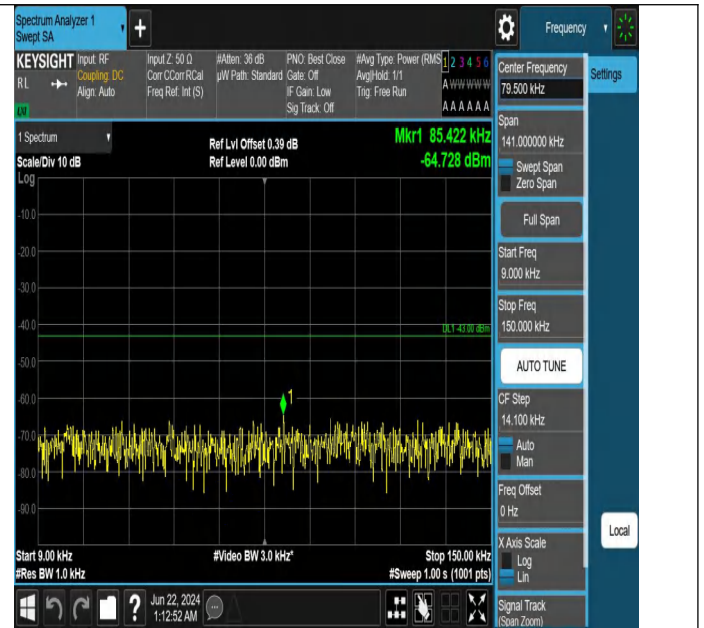 Spectrum Analyzer 1
Swept SA
+
Frequency
KEYSIGHT
RL
LXI
Input: RF
Coupling: DC
Align: Auto
Input Z: 50 Ω
Corr CCorr RCal
Freq Ref: Int (S)
#Atten: 36 dB
µW Path: Standard
PNO: Best Close
Gate: Off
IF Gain: Low
Sig Track: Off
#Avg Type: Power (RMS
Avg|Hold: 1/1
Trig: Free Run
1 2 3 4 5 6
A W W W W W
A A A A A A
1 Spectrum
Scale/Div 10 dB
Log
Ref Lvl Offset 0.39 dB
Ref Level 0.00 dBm
Mkr1 85.422 kHz
-64.728 dBm
-10.0
-20.0
-30.0
-40.0
-50.0
-60.0
-70.0
-80.0
-90.0
DL1 -43.00 dBm
1
Start 9.00 kHz
#Res BW 1.0 kHz
#Video BW 3.0 kHz*
Stop 150.00 kHz
#Sweep 1.00 s (1001 pts)
Center Frequency
79.500 kHz
Settings
Span
141.000000 kHz
Swept Span
Zero Span
Full Span
Start Freq
9.000 kHz
Stop Freq
150.000 kHz
AUTO TUNE
CF Step
14.100 kHz
Auto
Man
Freq Offset
0 Hz
X Axis Scale
Log
Lin
Local
Signal Track
(Span Zoom)
?
Jun 22, 2024
1:12:52 AM